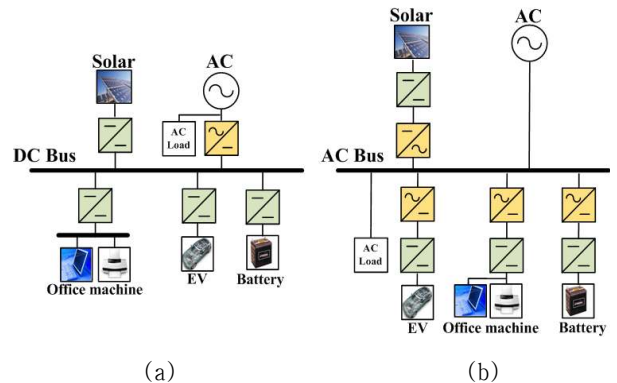 Solar
AC
AC
Load
DC Bus
Office machine
EV
Battery
(a)
Solar
AC
AC Bus
AC
Load
EV
Office machine
Battery
(b)